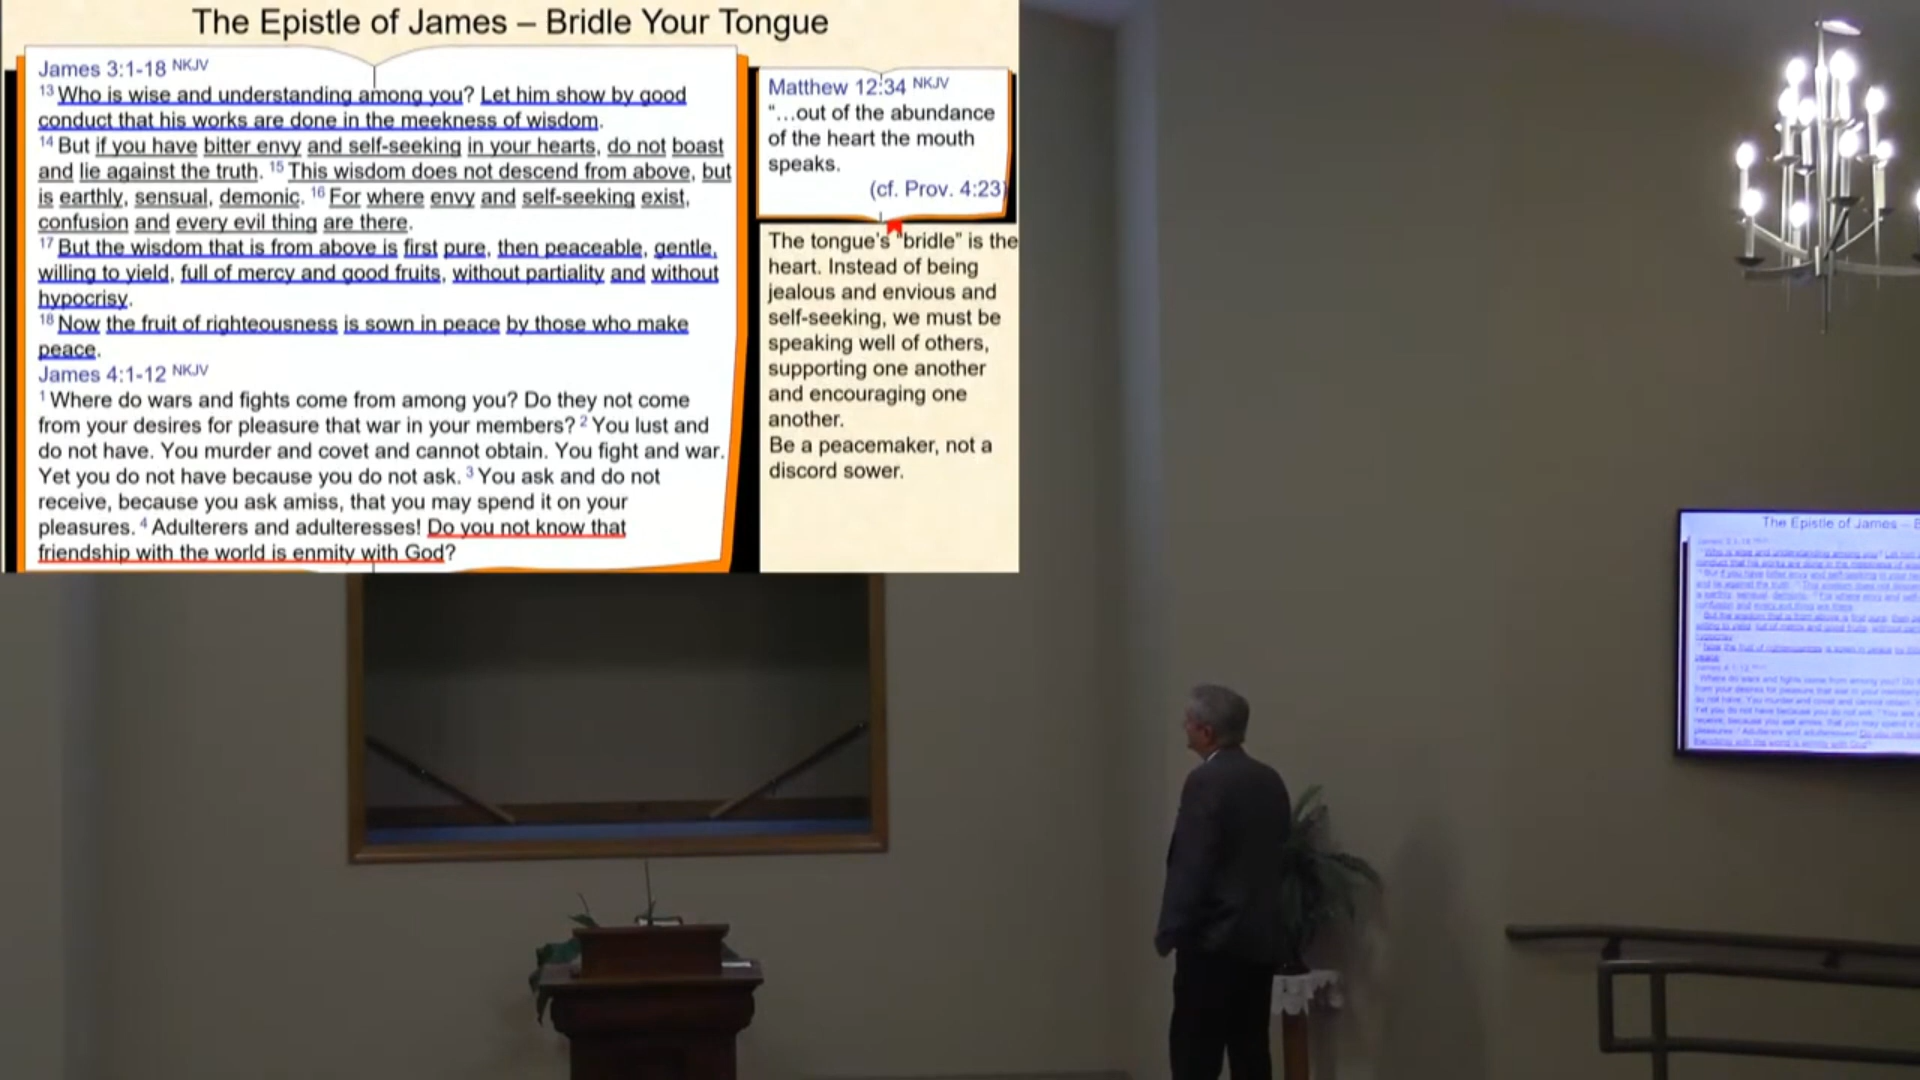 The Epistle of James – Bridle Your Tongue
James 3:1-18 NKJV
13 Who is wise and understanding among you? Let him show by good
conduct that his works are done in the meekness of wisdom.
14 But if you have bitter envy and self-seeking in your hearts, do not boast
and lie against the truth. 15 This wisdom does not descend from above, but
is earthly, sensual, demonic. 16 For where envy and self-seeking exist,
confusion and every evil thing are there.
17 But the wisdom that is from above is first pure, then peaceable, gentle,
willing to yield, full of mercy and good fruits, without partiality and without
hypocrisy.
18 Now the fruit of righteousness is sown in peace by those who make
peace.
James 4:1-12 NKJV
1 Where do wars and fights come from among you? Do they not come
from your desires for pleasure that war in your members? 2 You lust and
do not have. You murder and covet and cannot obtain. You fight and war.
Yet you do not have because you do not ask. 3 You ask and do not
receive, because you ask amiss, that you may spend it on your
pleasures. 4 Adulterers and adulteresses! Do you not know that
friendship with the world is enmity with God?
Matthew 12:34 NKJV
"…out of the abundance
of the heart the mouth
speaks.
(cf. Prov. 4:23)
The tongue's "bridle" is the
heart. Instead of being
jealous and envious and
self-seeking, we must be
speaking well of others,
supporting one another
and encouraging one
another.
Be a peacemaker, not a
discord sower.
The Epistle of James –